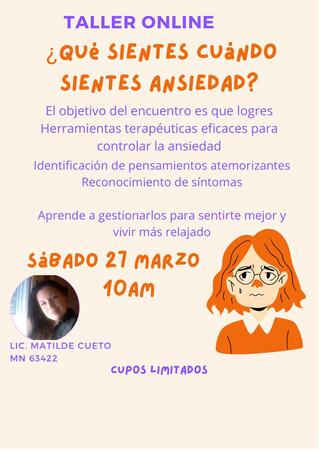 TALLER ONLINE
¿QUÉ SIENTES CUÁNDO
SIENTES ANSIEDAD?
El objetivo del encuentro es que logres
Herramientas terapéuticas eficaces para
controlar la ansiedad
Identificación de pensamientos atemorizantes
Reconocimiento de síntomas
Aprende a gestionarlos para sentirte mejor y
vivir más relajado
SÁBADO 27 MARZO
10AM
LIC. MATILDE CUETO
MN 63422
CUPOS LIMITADOS